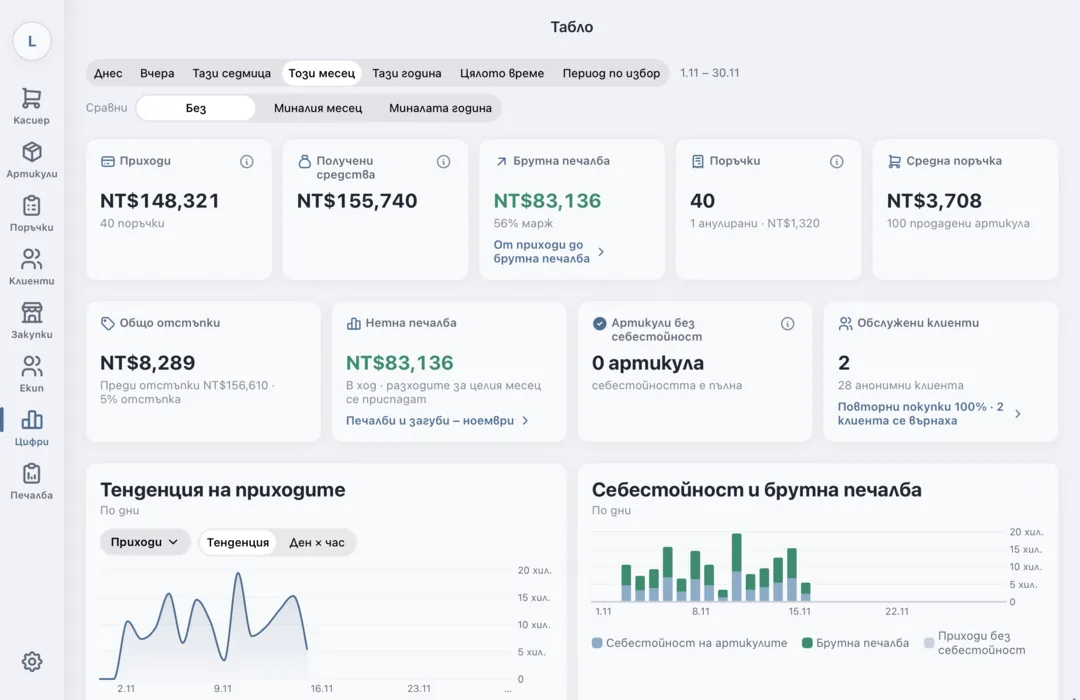 L
Касиер
Артикули
Поръчки
Клиенти
Закупки
Екип
Цифри
Печалба
Табло
Днес Вчера Тази седмица Този месец Тази година Цялото време Период по избор 1.11 – 30.11
Сравни Без Миналия месец Миналата година
Приходи
NT$148,321
40 поръчки
Получени
средства
NT$155,740
Брутна печалба
NT$83,136
56% марж
От приходи до
брутна печалба
Поръчки
40
1 анулирани · NT$1,320
Средна поръчка
NT$3,708
100 продадени артикула
Общо отстъпки
NT$8,289
Преди отстъпки NT$156,610 ·
5% отстъпка
Нетна печалба
NT$83,136
В ход · разходите за целия месец
се приспадат
Печалби и загуби – ноември
Артикули без
себестойност
0 артикула
себестойността е пълна
Обслужени клиенти
2
28 анонимни клиента
Повторни покупки 100% · 2
клиента се върнаха
Тенденция на приходите
По дни
Приходи Тенденция Ден × час
20 хил.
15 хил.
10 хил.
5 хил.
0
2.11 9.11 16.11 23.11 ...
Себестойност и брутна печалба
По дни
20 хил.
15 хил.
10 хил.
5 хил.
0
1.11 8.11 15.11 22.11
Себестойност на артикулите Брутна печалба Приходи без
себестойност